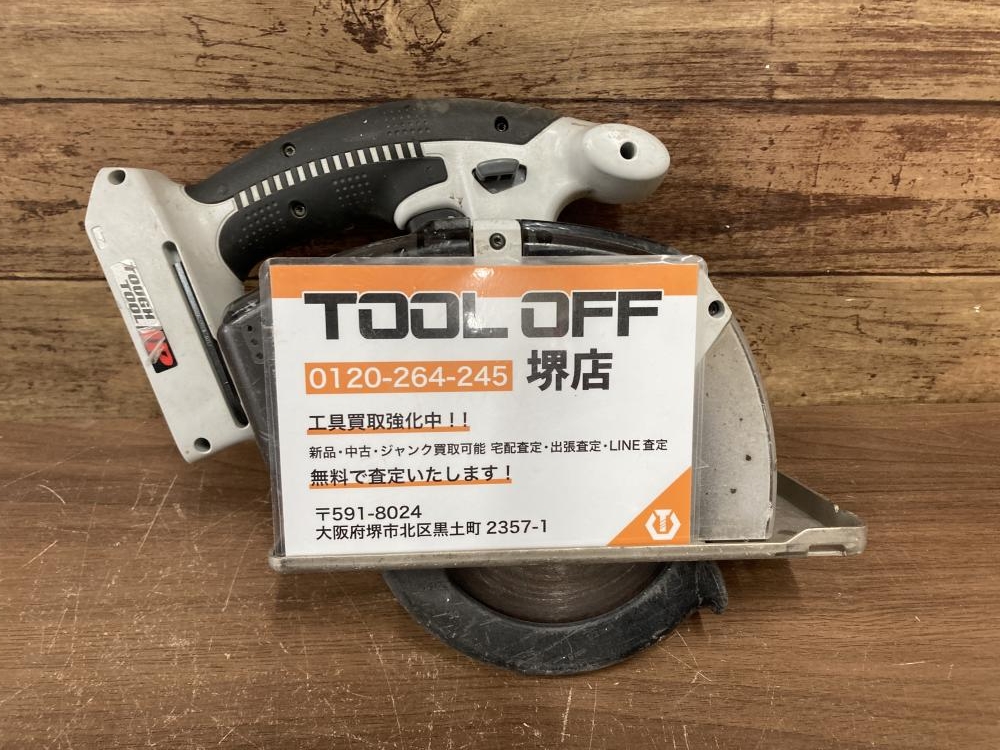 TOOL OFF
0120-264-245 堺店
工具買取強化中!!
新品・中古・ジャンク買取可能 宅配査定・出張査定・LINE査定
無料で査定いたします!
〒591-8024
大阪府堺市北区黒土町 2357-1
TOUGH
TOOL